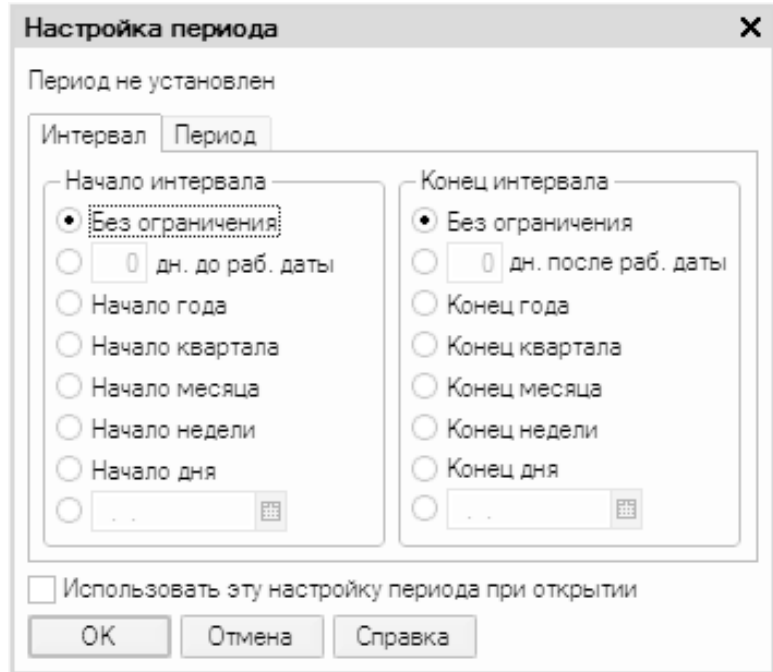 Настройка периода
Период не установлен
Интервал Период
Начало интервала
Без ограничения
0 дн. до раб. даты
Начало года
Начало квартала
Начало месяца
Начало недели
Начало дня
. .
Конец интервала
Без ограничения
0 дн. после раб. даты
Конец года
Конец квартала
Конец месяца
Конец недели
Конец дня
. .
Использовать эту настройку периода при открытии
OK Отмена Справка